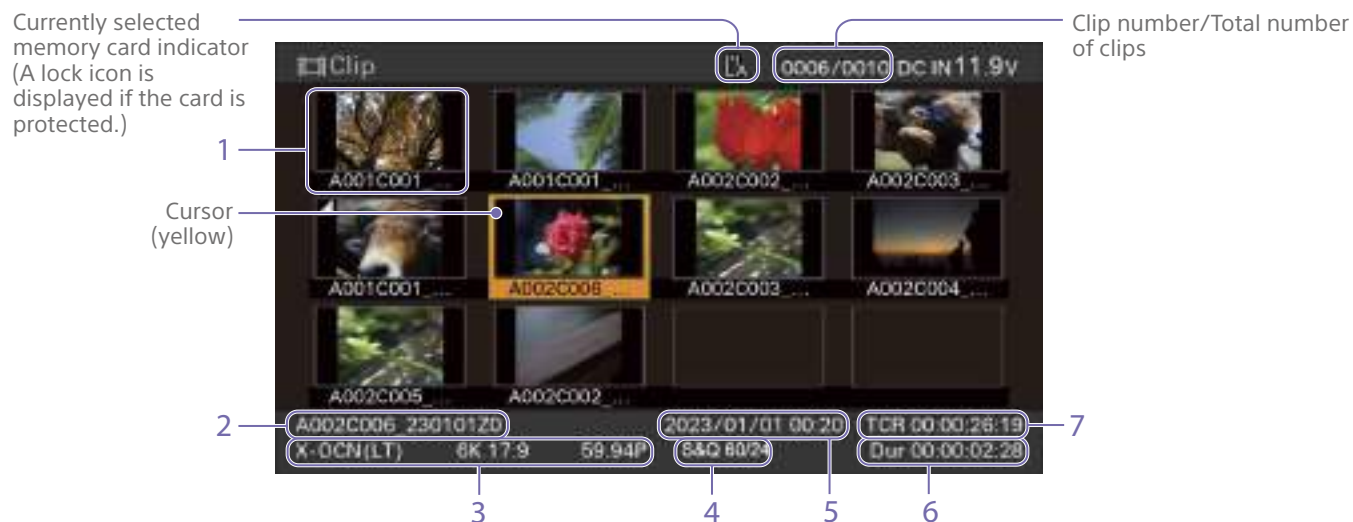 Currently selected
memory card indicator
(A lock icon is
displayed if the card is
protected.)
Clip number/Total number
of clips
Clip
A
0006/0010 DC IN 11.9V
1
A001C001_...
A001C001_...
A002C002_...
A002C003_...
Cursor
(yellow)
A001C001_...
A002C006_...
A002C003_...
A002C004_...
A002C005_...
A002C002_...
2
A002C006_230101ZD
2023/01/01 00:20
TCR 00:00:26:19
7
X-OCN(LT) 6K 17:9 59.94P
S&Q 60/24
Dur 00:00:02:28
3
4
5
6